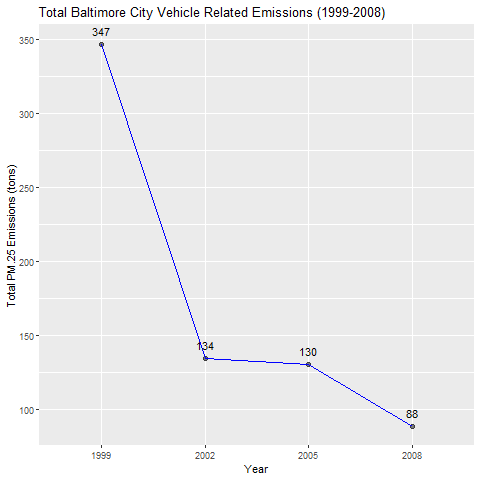 Total Baltimore City Vehicle Related Emissions (1999-2008)
347
350
300
250
200
150
100
134
130
88
Total PM.25 Emissions (tons)
1999 2002 2005 2008
Year